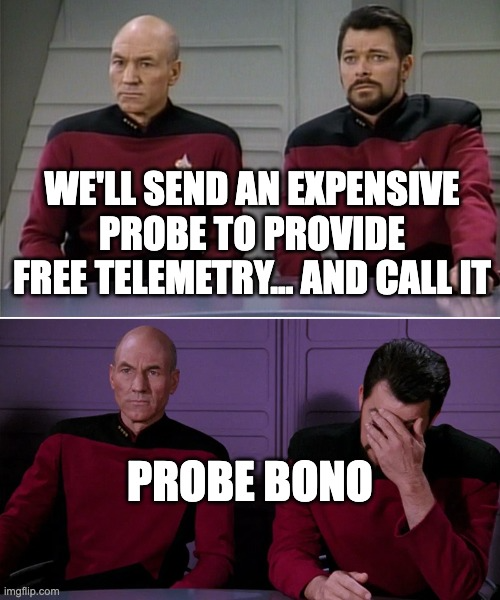 WE'LL SEND AN EXPENSIVE
PROBE TO PROVIDE
FREE TELEMETRY... AND CALL IT
PROBE BONO
imgflip.com